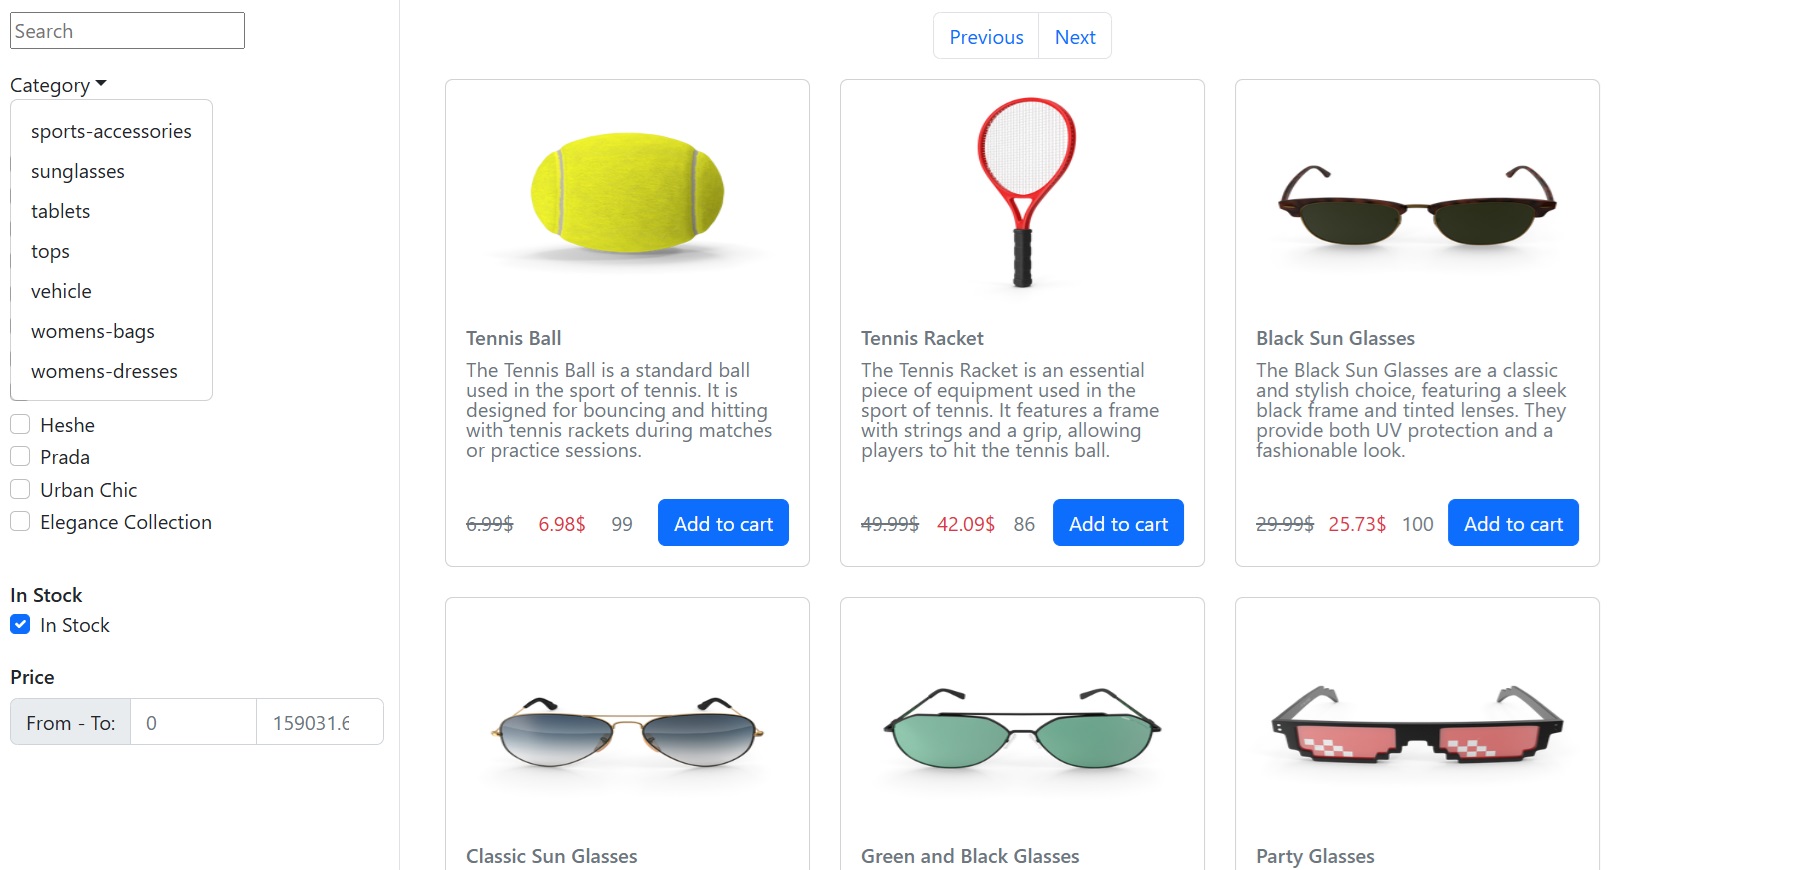 Search
Category
sports-accessories
sunglasses
tablets
tops
vehicle
womens-bags
womens-dresses
Heshe
Prada
Urban Chic
Elegance Collection
In Stock
In Stock
Price
From - To: 0 159031.6
Previous Next
Tennis Ball
The Tennis Ball is a standard ball
used in the sport of tennis. It is
designed for bouncing and hitting
with tennis rackets during matches
or practice sessions.
6.99$ 6.98$ 99 Add to cart
Tennis Racket
The Tennis Racket is an essential
piece of equipment used in the
sport of tennis. It features a frame
with strings and a grip, allowing
players to hit the tennis ball.
49.99$ 42.09$ 86 Add to cart
Black Sun Glasses
The Black Sun Glasses are a classic
and stylish choice, featuring a sleek
black frame and tinted lenses. They
provide both UV protection and a
fashionable look.
29.99$ 25.73$ 100 Add to cart
Classic Sun Glasses
Green and Black Glasses
Party Glasses